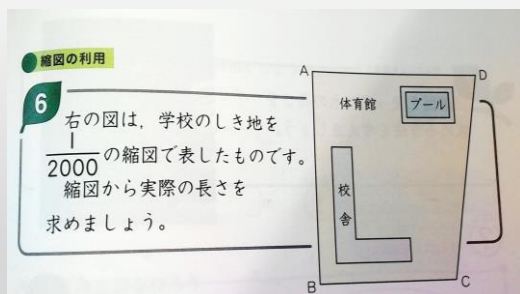 縮図の利用
6
右の図は，学校のしき地を
1/2000 の縮図で表したものです。
縮図から実際の長さを
求めましょう。
A
D
体育館
プール
校舎
B
C